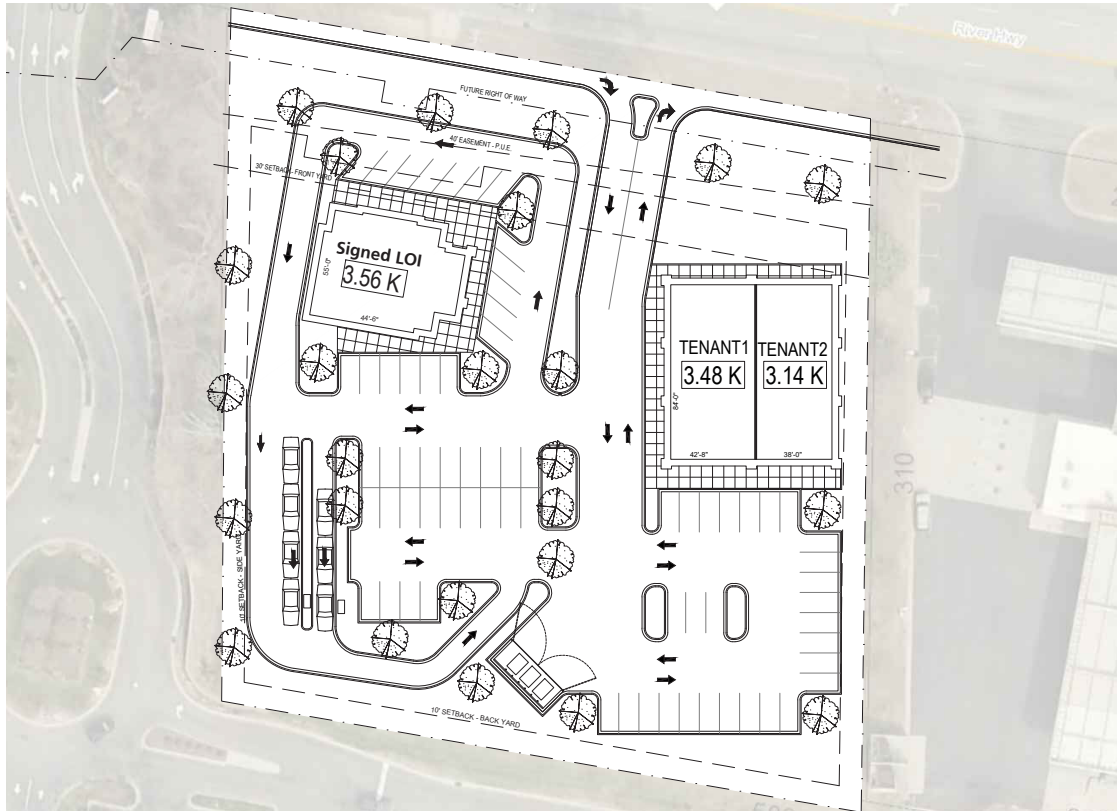 River Hwy
FUTURE RIGHT OF WAY
40' EASEMENT - P.U.E.
30' SETBACK - FRONT YARD
Signed LOI
3.56 K
55'-0"
44'-6"
TENANT1
3.48 K
TENANT2
3.14 K
84'-0"
42'-8"
38'-0"
310
10' SETBACK - SIDE YARD
10' SETBACK - BACK YARD